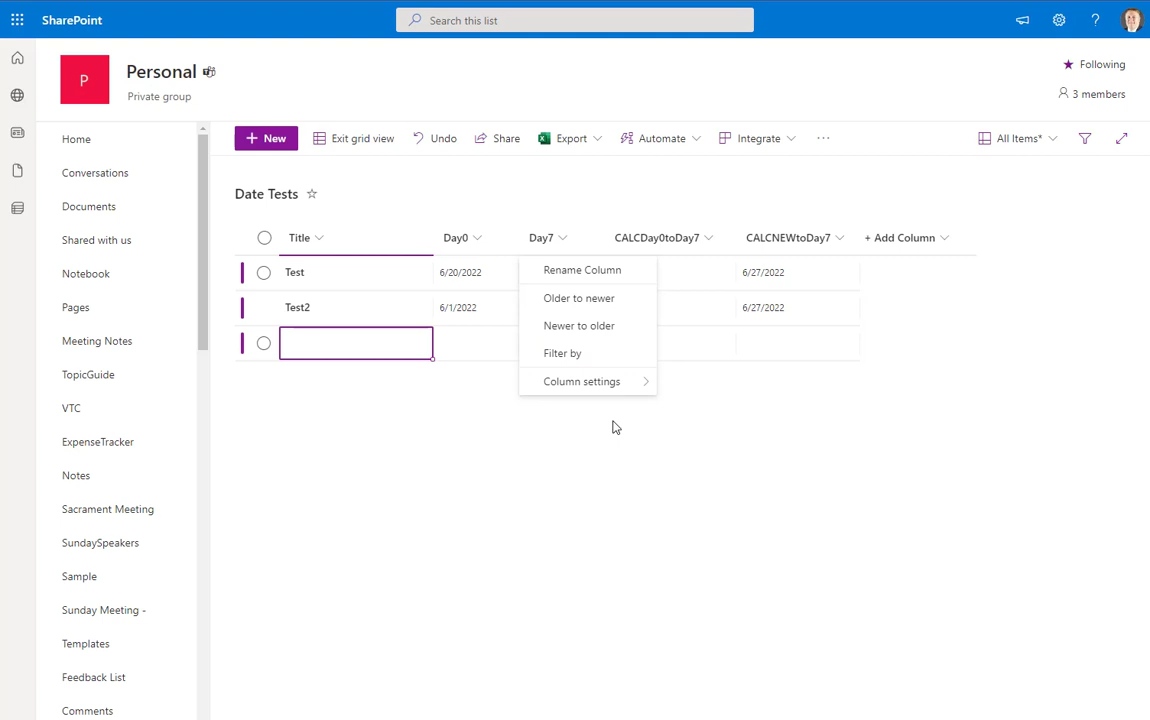 SharePoint
Search this list
?
P
Personal
Private group
Following
3 members
Home
Conversations
Documents
Shared with us
Notebook
Pages
Meeting Notes
TopicGuide
VTC
ExpenseTracker
Notes
Sacrament Meeting
SundaySpeakers
Sample
Sunday Meeting -
Templates
Feedback List
Comments
+ New
Exit grid view
Undo
Share
Export
Automate
Integrate
...
All Items*
Date Tests
Title Day0 Day7 CALCDay0toDay7 CALCNEWtoDay7 + Add Column
Test 6/20/2022 6/27/2022
Test2 6/1/2022 6/27/2022
Rename Column
Older to newer
Newer to older
Filter by
Column settings